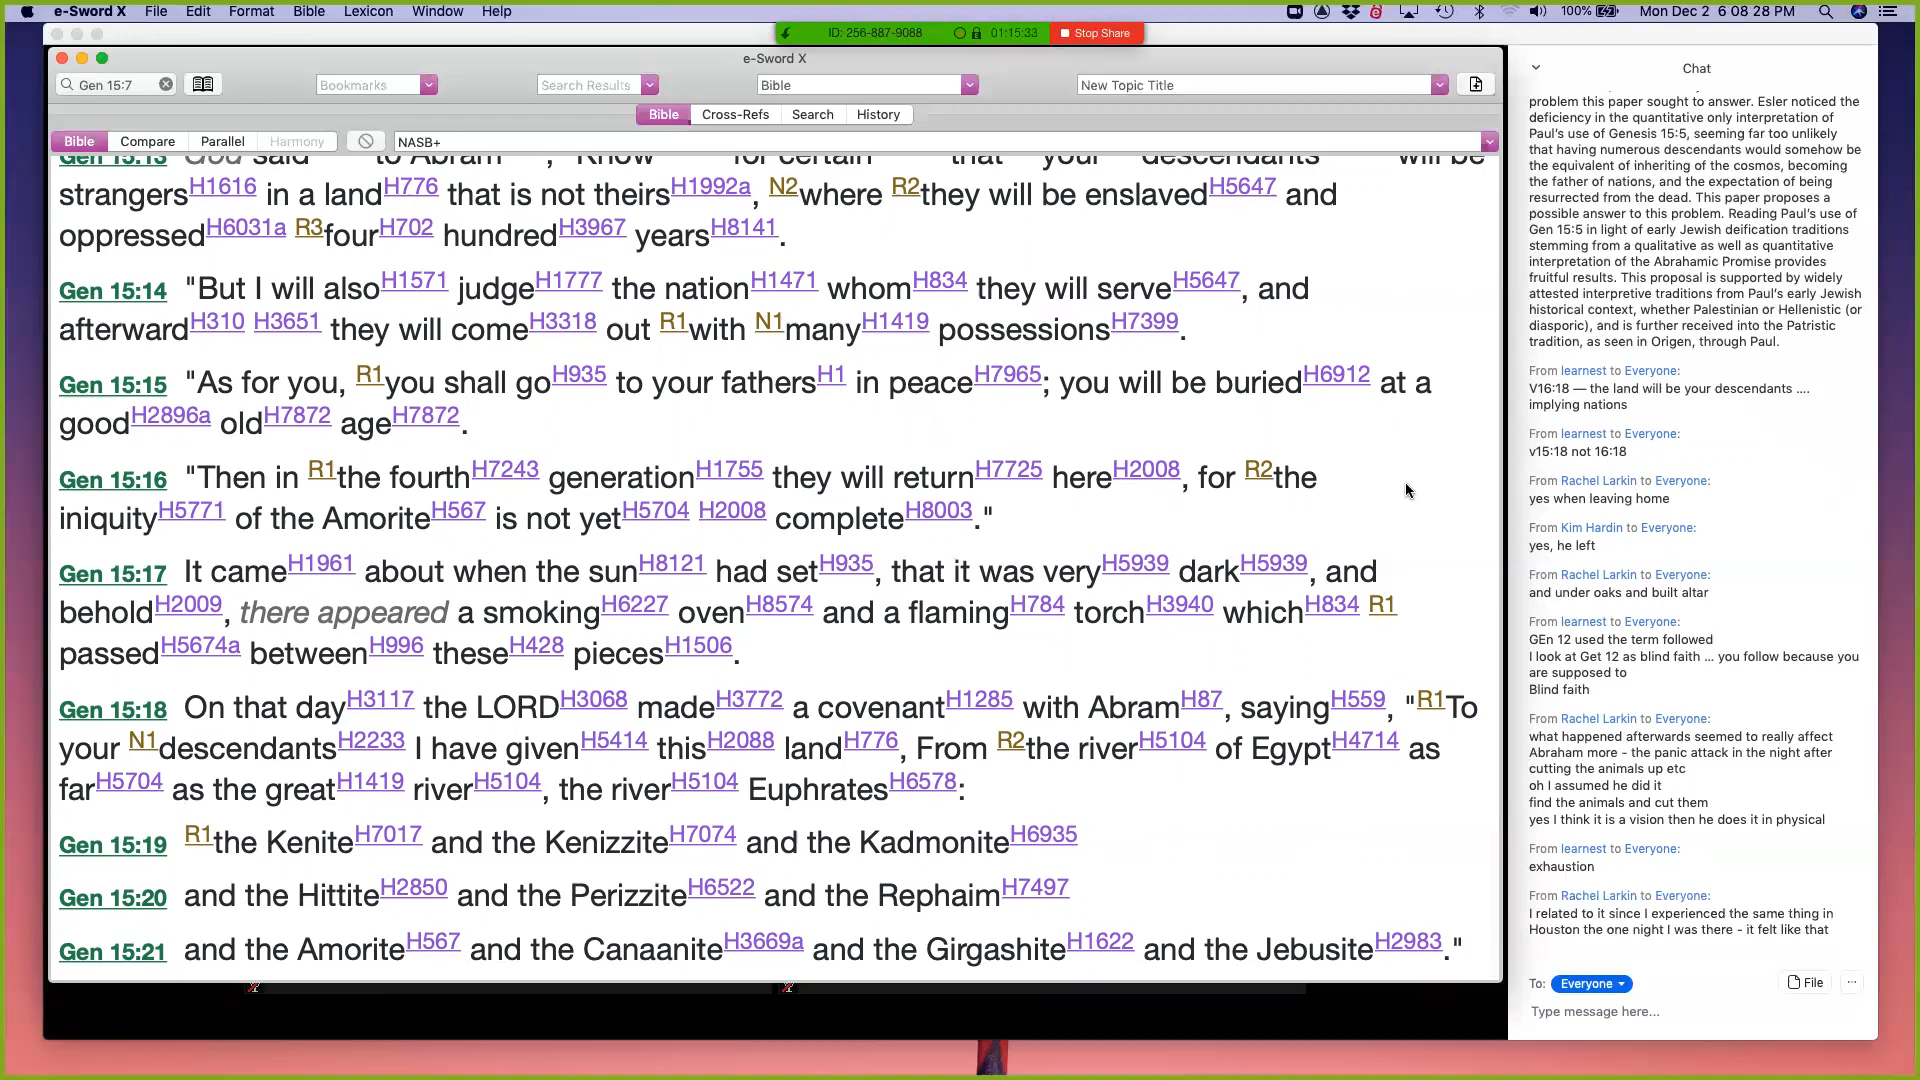 e-Sword X File Edit Format Bible Lexicon Window Help 100% Mon Dec 2 6 08 28 PM
ID: 256-887-9088 01:15:33 Stop Share
e-Sword X
Gen 15:7 Bookmarks Search Results Bible New Topic Title
Bible Cross-Refs Search History
Bible Compare Parallel Harmony NASB+
Gen 15:13 God said to Abram, "Know for certain that your descendants will be
strangersH1616 in a landH776 that is not theirsH1992a, N2where R2they will be enslavedH5647 and
oppressedH6031a R3fourH702 hundredH3967 yearsH8141.
Gen 15:14 "But I will alsoH1571 judgeH1777 the nationH1471 whomH834 they will serveH5647, and
afterwardH310 H3651 they will comeH3318 out R1with N1manyH1419 possessionsH7399.
Gen 15:15 "As for you, R1you shall goH935 to your fathersH1 in peaceH7965; you will be buriedH6912 at a
goodH2896a oldH7872 ageH7872.
Gen 15:16 "Then in R1the fourthH7243 generationH1755 they will returnH7725 hereH2008, for R2the
iniquityH5771 of the AmoriteH567 is not yetH5704 H2008 completeH8003."
Gen 15:17 It cameH1961 about when the sunH8121 had setH935, that it was veryH5939 darkH5939, and
beholdH2009, there appeared a smokingH6227 ovenH8574 and a flamingH784 torchH3940 whichH834 R1
passedH5674a betweenH996 theseH428 piecesH1506.
Gen 15:18 On that dayH3117 the LORDH3068 madeH3772 a covenantH1285 with AbramH87, sayingH559, "R1To
your N1descendantsH2233 I have givenH5414 thisH2088 landH776, From R2the riverH5104 of EgyptH4714 as
farH5704 as the greatH1419 riverH5104, the riverH5104 EuphratesH6578:
Gen 15:19 R1the KeniteH7017 and the KenizziteH7074 and the KadmoniteH6935
Gen 15:20 and the HittiteH2850 and the PerizziteH6522 and the RephaimH7497
Gen 15:21 and the AmoriteH567 and the CanaaniteH3669a and the GirgashiteH1622 and the JebusiteH2983."
Chat
problem this paper sought to answer. Esler noticed the
deficiency in the quantitative only interpretation of
Paul's use of Genesis 15:5, seeming far too unlikely
that having numerous descendants would somehow be
the equivalent of inheriting of the cosmos, becoming
the father of nations, and the expectation of being
resurrected from the dead. This paper proposes a
possible answer to this problem. Reading Paul's use of
Gen 15:5 in light of early Jewish deification traditions
stemming from a qualitative as well as quantitative
interpretation of the Abrahamic Promise provides
fruitful results. This proposal is supported by widely
attested interpretive traditions from Paul's early Jewish
historical context, whether Palestinian or Hellenistic (or
diasporic), and is further received into the Patristic
tradition, as seen in Origen, through Paul.
From learnest to Everyone:
V16:18 — the land will be your descendants ....
implying nations
From learnest to Everyone:
v15:18 not 16:18
From Rachel Larkin to Everyone:
yes when leaving home
From Kim Hardin to Everyone:
yes, he left
From Rachel Larkin to Everyone:
and under oaks and built altar
From learnest to Everyone:
GEn 12 used the term followed
I look at Get 12 as blind faith ... you follow because you
are supposed to
Blind faith
From Rachel Larkin to Everyone:
what happened afterwards seemed to really affect
Abraham more - the panic attack in the night after
cutting the animals up etc
oh I assumed he did it
find the animals and cut them
yes I think it is a vision then he does it in physical
From learnest to Everyone:
exhaustion
From Rachel Larkin to Everyone:
I related to it since I experienced the same thing in
Houston the one night I was there - it felt like that
To: Everyone File ...
Type message here...